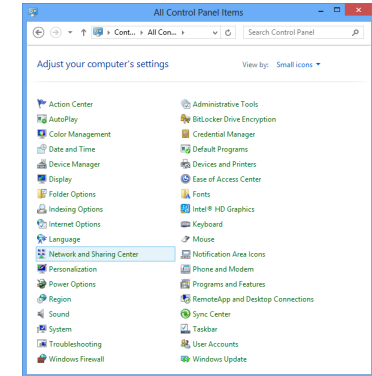 All Control Panel Items
Cont... All Con...
Search Control Panel
Adjust your computer's settings
View by: Small icons
Action Center
Administrative Tools
AutoPlay
BitLocker Drive Encryption
Color Management
Credential Manager
Date and Time
Default Programs
Device Manager
Devices and Printers
Display
Ease of Access Center
Folder Options
Fonts
Indexing Options
Intel® HD Graphics
Internet Options
Keyboard
Language
Mouse
Network and Sharing Center
Notification Area Icons
Personalization
Phone and Modem
Power Options
Programs and Features
Region
RemoteApp and Desktop Connections
Sound
Sync Center
System
Taskbar
Troubleshooting
User Accounts
Windows Firewall
Windows Update